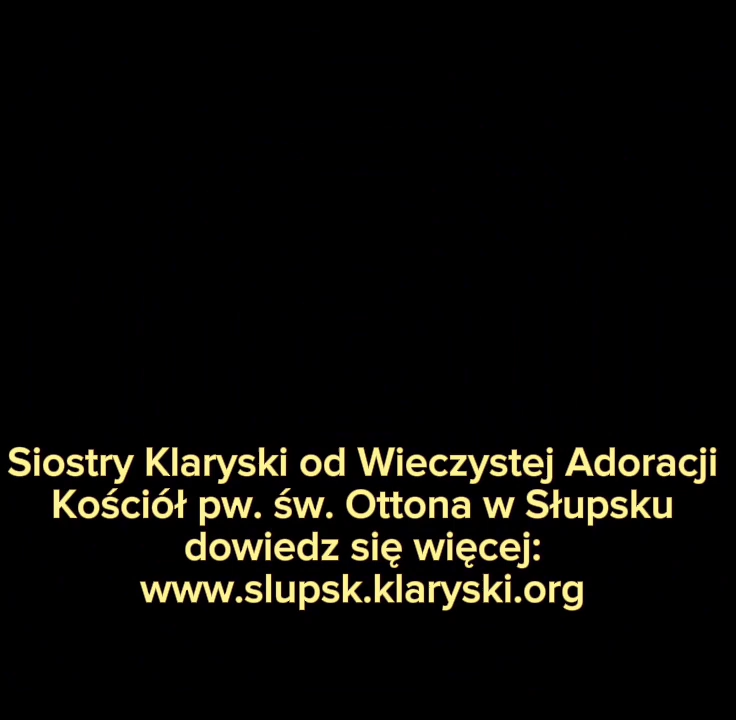 Siostry Klaryski od Wieczystej Adoracji
Kościół pw. św. Ottona w Słupsku
dowiedz się więcej:
www.slupsk.klaryski.org